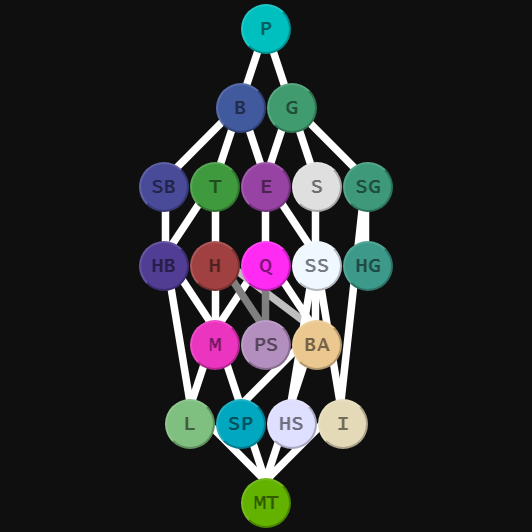 P
B G
SB T E S SG
HB H Q SS HG
M PS BA
L SP HS I
MT